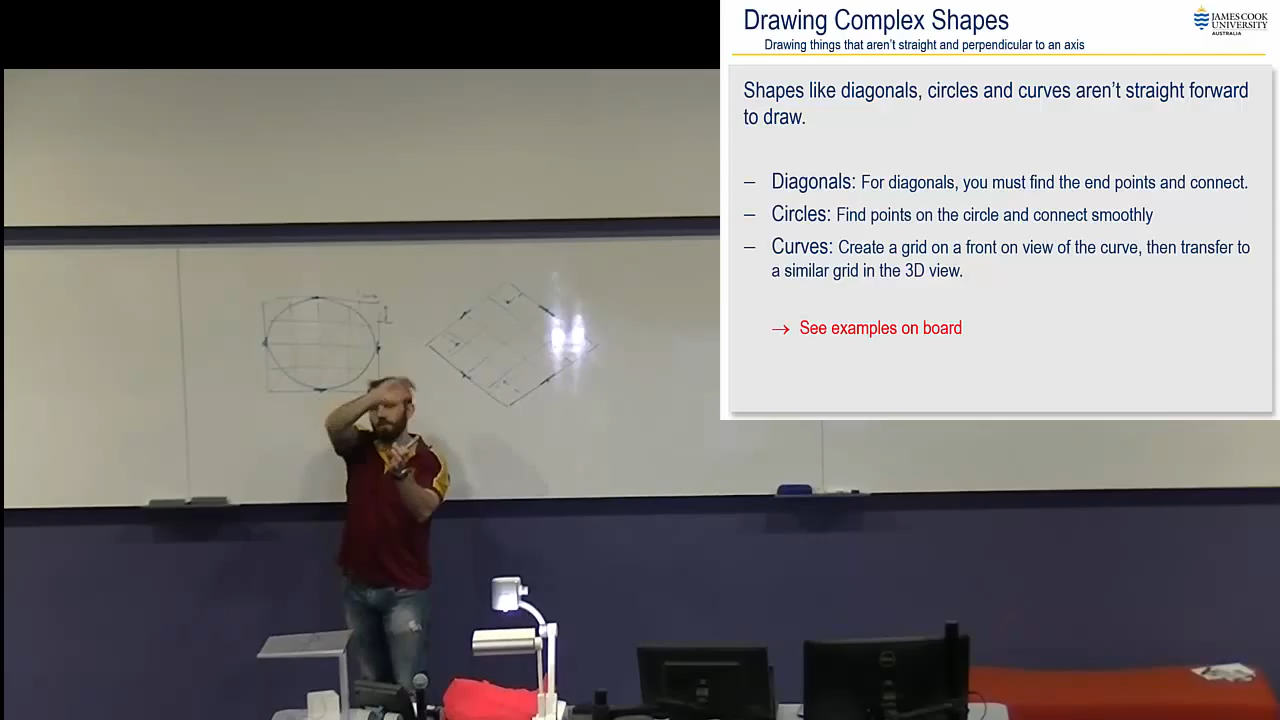 Drawing Complex Shapes
Drawing things that aren't straight and perpendicular to an axis
JAMES COOK
UNIVERSITY
AUSTRALIA
Shapes like diagonals, circles and curves aren't straight forward
to draw.
– Diagonals: For diagonals, you must find the end points and connect.
– Circles: Find points on the circle and connect smoothly
– Curves: Create a grid on a front on view of the curve, then transfer to
a similar grid in the 3D view.
→ See examples on board